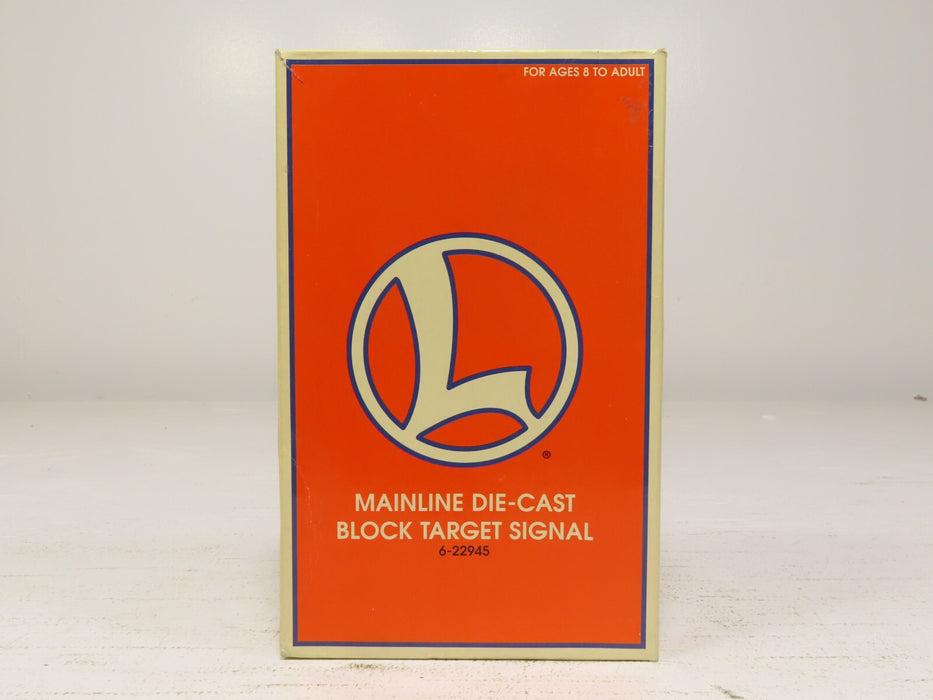 FOR AGES 8 TO ADULT
L
®
MAINLINE DIE-CAST
BLOCK TARGET SIGNAL
6-22945